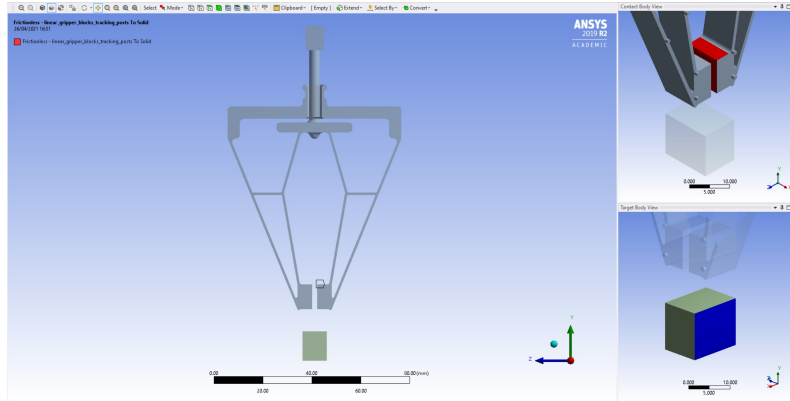 Select Mode Clipboard [ Empty ] Extend Select By Convert
Frictionless - linear_gripper_blocks_tracking_ports To Solid
26/04/2021 16:51
Frictionless - linear_gripper_blocks_tracking_ports To Solid
ANSYS
2019 R2
ACADEMIC
Y
Z
0.00 40.00 80.00 (mm)
20.00 60.00
Contact Body View
0.000 10.000
5.000
Y
Target Body View
0.000 10.000
5.000
Y